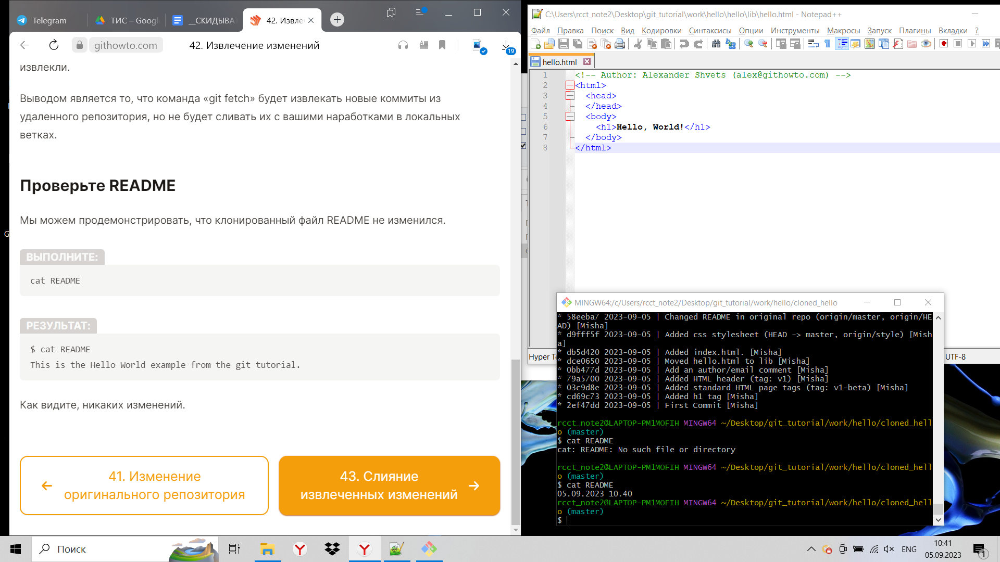 Telegram
ТИС – Googl
__СКИДЫВАТ
42. Извле
githowto.com
42. Извлечение изменений
19
извлекли.
Выводом является то, что команда «git fetch» будет извлекать новые коммиты из
удаленного репозитория, но не будет сливать их с вашими наработками в локальных
ветках.
Проверьте README
Мы можем продемонстрировать, что клонированный файл README не изменился.
ВЫПОЛНИТЕ:
cat README
РЕЗУЛЬТАТ:
$ cat README
This is the Hello World example from the git tutorial.
Как видите, никаких изменений.
41. Изменение
оригинального репозитория
43. Слияние
извлеченных изменений
C:\Users\rcct_note2\Desktop\git_tutorial\work\hello\hello\lib\hello.html - Notepad++
Файл Правка Поиск Вид Кодировки Синтаксисы Опции Инструменты Макросы Запуск Плагины Вкладки ?
hello.html
1 <!-- Author: Alexander Shvets (alex@githowto.com) -->
2 <html>
3 <head>
4 </head>
5 <body>
6 <h1>Hello, World!</h1>
7 </body>
8 </html>
Hyper Te
UTF-8
MINGW64:/c/Users/rcct_note2/Desktop/git_tutorial/work/hello/cloned_hello
* 58eeba7 2023-09-05 | Changed README in original repo (origin/master, origin/HE
AD) [Misha]
* d9fff5f 2023-09-05 | Added css stylesheet (HEAD -> master, origin/style) [Mish
a]
* db5d420 2023-09-05 | Added index.html. [Misha]
* dce0650 2023-09-05 | Moved hello.html to lib [Misha]
* 0bb477d 2023-09-05 | Add an author/email comment [Misha]
* 79a5700 2023-09-05 | Added HTML header (tag: v1) [Misha]
* 03c9d8e 2023-09-05 | Added standard HTML page tags (tag: v1-beta) [Misha]
* cd69c73 2023-09-05 | Added h1 tag [Misha]
* 2ef47dd 2023-09-05 | First Commit [Misha]
rcct_note2@LAPTOP-PM1MOFIH MINGW64 ~/Desktop/git_tutorial/work/hello/cloned_hell
o (master)
$ cat README
cat: README: No such file or directory
rcct_note2@LAPTOP-PM1MOFIH MINGW64 ~/Desktop/git_tutorial/work/hello/cloned_hell
o (master)
$ cat README
05.09.2023 10.40
rcct_note2@LAPTOP-PM1MOFIH MINGW64 ~/Desktop/git_tutorial/work/hello/cloned_hell
o (master)
$
Поиск
ENG
10:41
05.09.2023
1